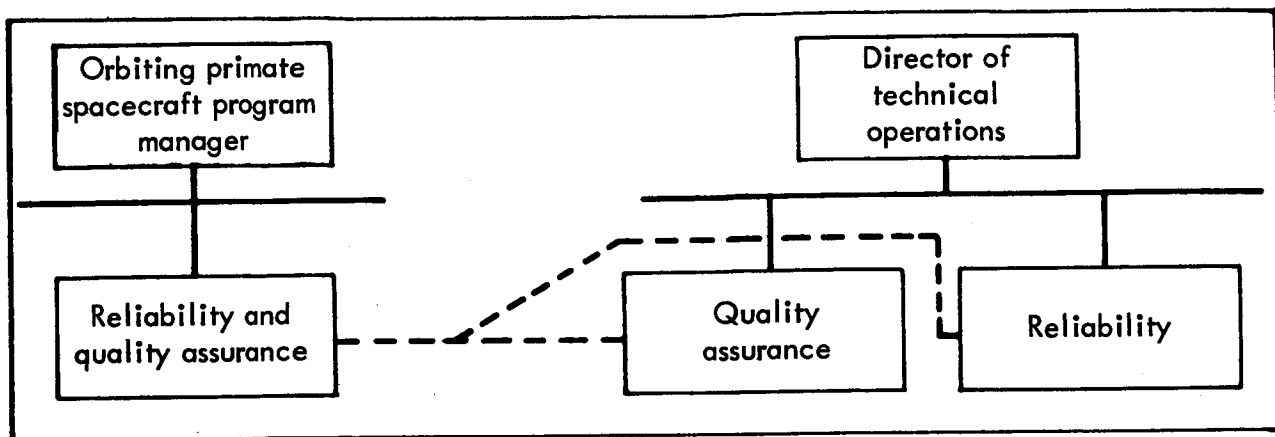 Orbiting primate
spacecraft program
manager
Director of
technical
operations
Reliability and
quality assurance
Quality
assurance
Reliability